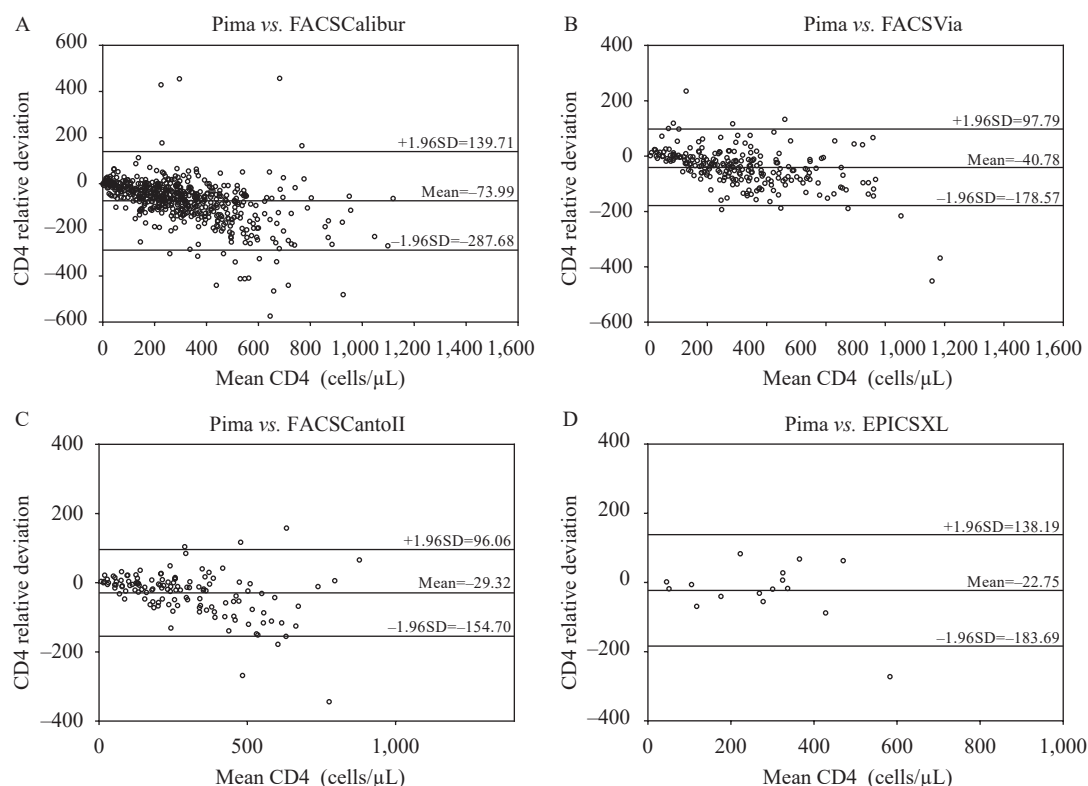 A
Pima vs. FACSCalibur
600
400
200
0
–200
–400
–600
CD4 relative deviation
+1.96SD=139.71
Mean=–73.99
–1.96SD=–287.68
0 200 400 600 800 1,000 1,200 1,400 1,600
Mean CD4 (cells/μL)
B
Pima vs. FACSVia
400
200
0
–200
–400
–600
CD4 relative deviation
+1.96SD=97.79
Mean=–40.78
–1.96SD=–178.57
0 200 400 600 800 1,000 1,200 1,400 1,600
Mean CD4 (cells/μL)
C
Pima vs. FACSCantoII
400
200
0
–200
–400
CD4 relative deviation
+1.96SD=96.06
Mean=–29.32
–1.96SD=–154.70
0 500 1,000
Mean CD4 (cells/μL)
D
Pima vs. EPICSXL
400
200
0
–200
–400
CD4 relative deviation
+1.96SD=138.19
Mean=–22.75
–1.96SD=–183.69
0 200 400 600 800 1,000
Mean CD4 (cells/μL)